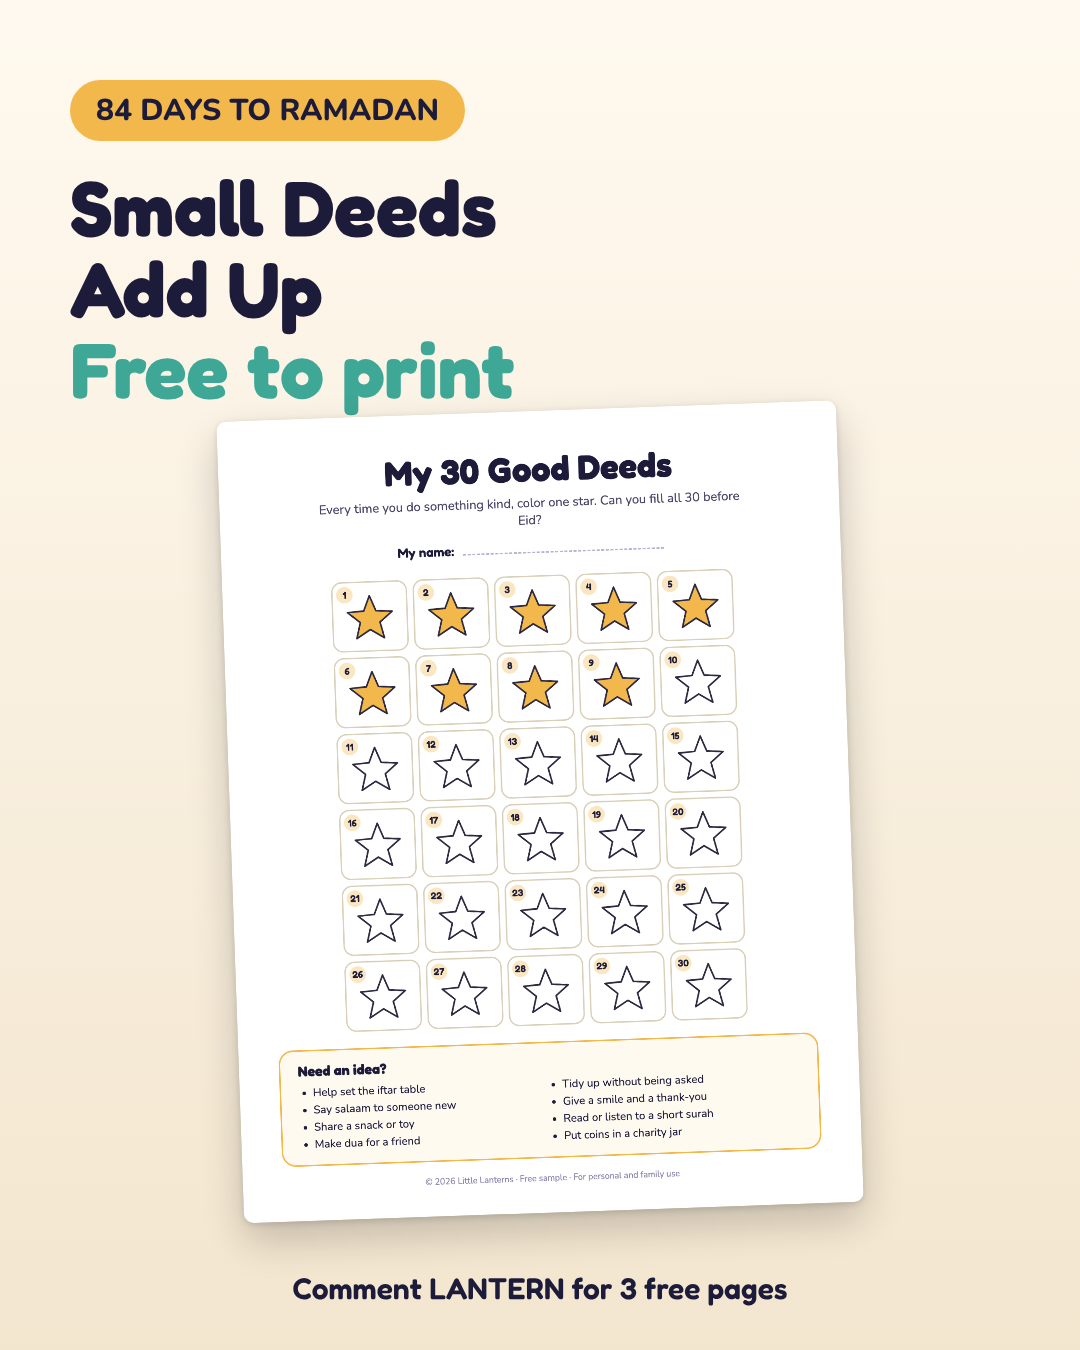 84 DAYS TO RAMADAN
Small Deeds
Add Up
Free to print
My 30 Good Deeds
Every time you do something kind, color one star. Can you fill all 30 before
Eid?
My name:
1 2 3 4 5
6 7 8 9 10
11 12 13 14 15
16 17 18 19 20
21 22 23 24 25
26 27 28 29 30
Need an idea?
• Help set the iftar table
• Say salaam to someone new
• Share a snack or toy
• Make dua for a friend
• Tidy up without being asked
• Give a smile and a thank-you
• Read or listen to a short surah
• Put coins in a charity jar
© 2026 Little Lanterns · Free sample · For personal and family use
Comment LANTERN for 3 free pages